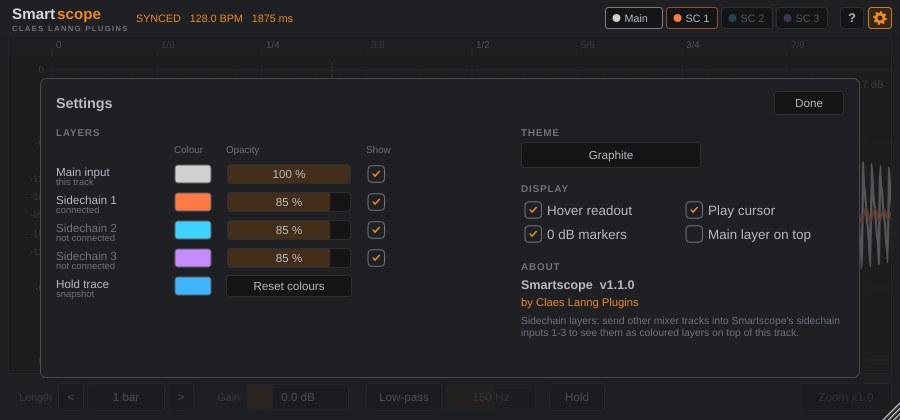 Smartscope SYNCED 128.0 BPM 1875 ms Main SC 1 SC 2 SC 3 ?
CLAES LANNG PLUGINS
0 1/8 1/4 3/8 1/2 5/8 3/4 7/8
0
7 dB
Settings Done
LAYERS THEME
Colour Opacity Show Graphite
Main input 100 %
this track
DISPLAY
Sidechain 1 85 % Hover readout Play cursor
connected
Sidechain 2 85 % 0 dB markers Main layer on top
not connected
Sidechain 3 85 %
not connected
ABOUT
Hold trace Reset colours Smartscope v1.1.0
snapshot
by Claes Lanng Plugins
Sidechain layers: send other mixer tracks into Smartscope's sidechain
inputs 1-3 to see them as coloured layers on top of this track.
Length < 1 bar > Gain 0.0 dB Low-pass 150 Hz Hold Zoom x1.0